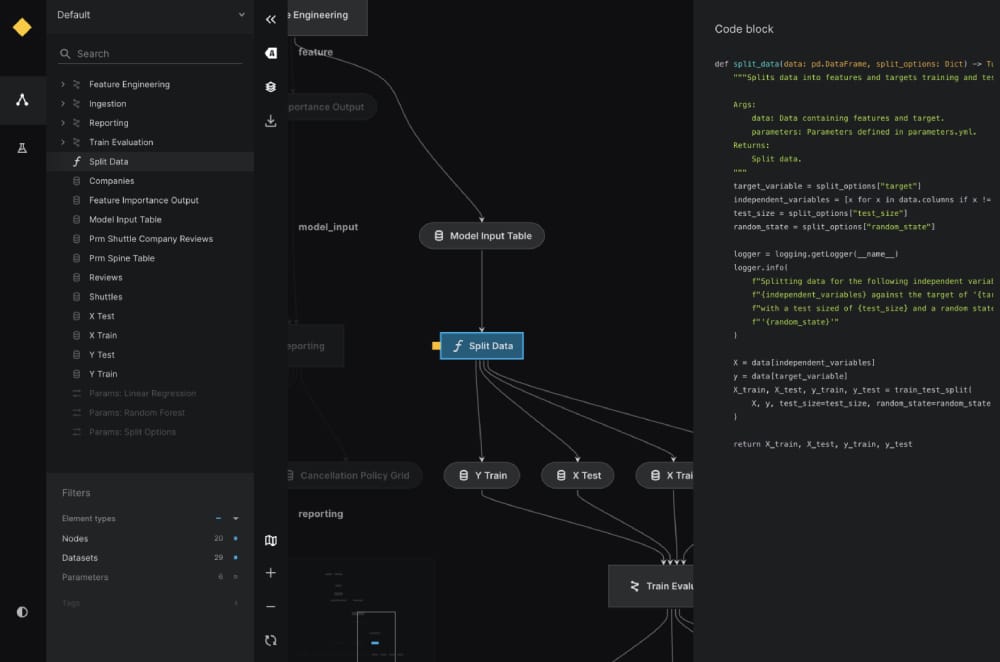 Default
Search
Feature Engineering
Ingestion
Reporting
Train Evaluation
Split Data
Companies
Feature Importance Output
Model Input Table
Prm Shuttle Company Reviews
Prm Spine Table
Reviews
Shuttles
X Test
X Train
Y Test
Y Train
Params: Linear Regression
Params: Random Forest
Params: Split Options
Filters
Element types
Nodes 20
Datasets 29
Parameters 6
Tags
A
e Engineering
feature
portance Output
model_input
Model Input Table
eporting
Split Data
Cancellation Policy Grid
Y Train
X Test
X Trai
reporting
Train Evalu
Code block
def split_data(data: pd.DataFrame, split_options: Dict) -> Tu
"""Splits data into features and targets training and tes
Args:
data: Data containing features and target.
parameters: Parameters defined in parameters.yml.
Returns:
Split data.
"""
target_variable = split_options["target"]
independent_variables = [x for x in data.columns if x !=
test_size = split_options["test_size"]
random_state = split_options["random_state"]
logger = logging.getLogger(__name__)
logger.info(
f"Splitting data for the following independent variab
f"{independent_variables} against the target of '{tar
f"with a test sized of {test_size} and a random state
f"'{random_state}'"
)
X = data[independent_variables]
y = data[target_variable]
X_train, X_test, y_train, y_test = train_test_split(
X, y, test_size=test_size, random_state=random_state
)
return X_train, X_test, y_train, y_test